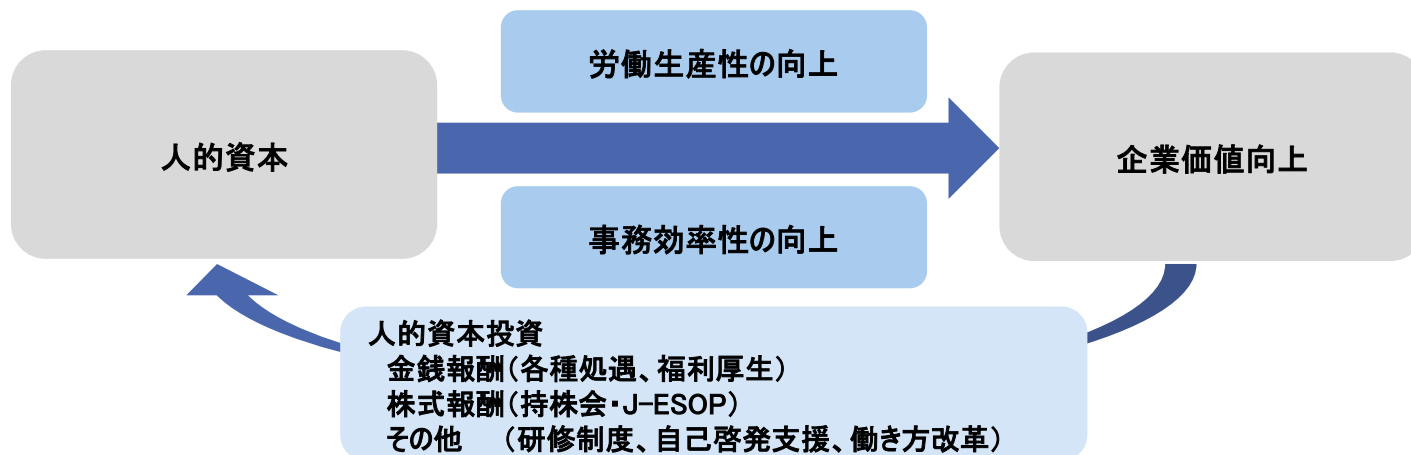 労働生産性の向上
人的資本
企業価値向上
事務効率性の向上
人的資本投資
金銭報酬（各種処遇、福利厚生）
株式報酬（持株会・J-ESOP）
その他　（研修制度、自己啓発支援、働き方改革）